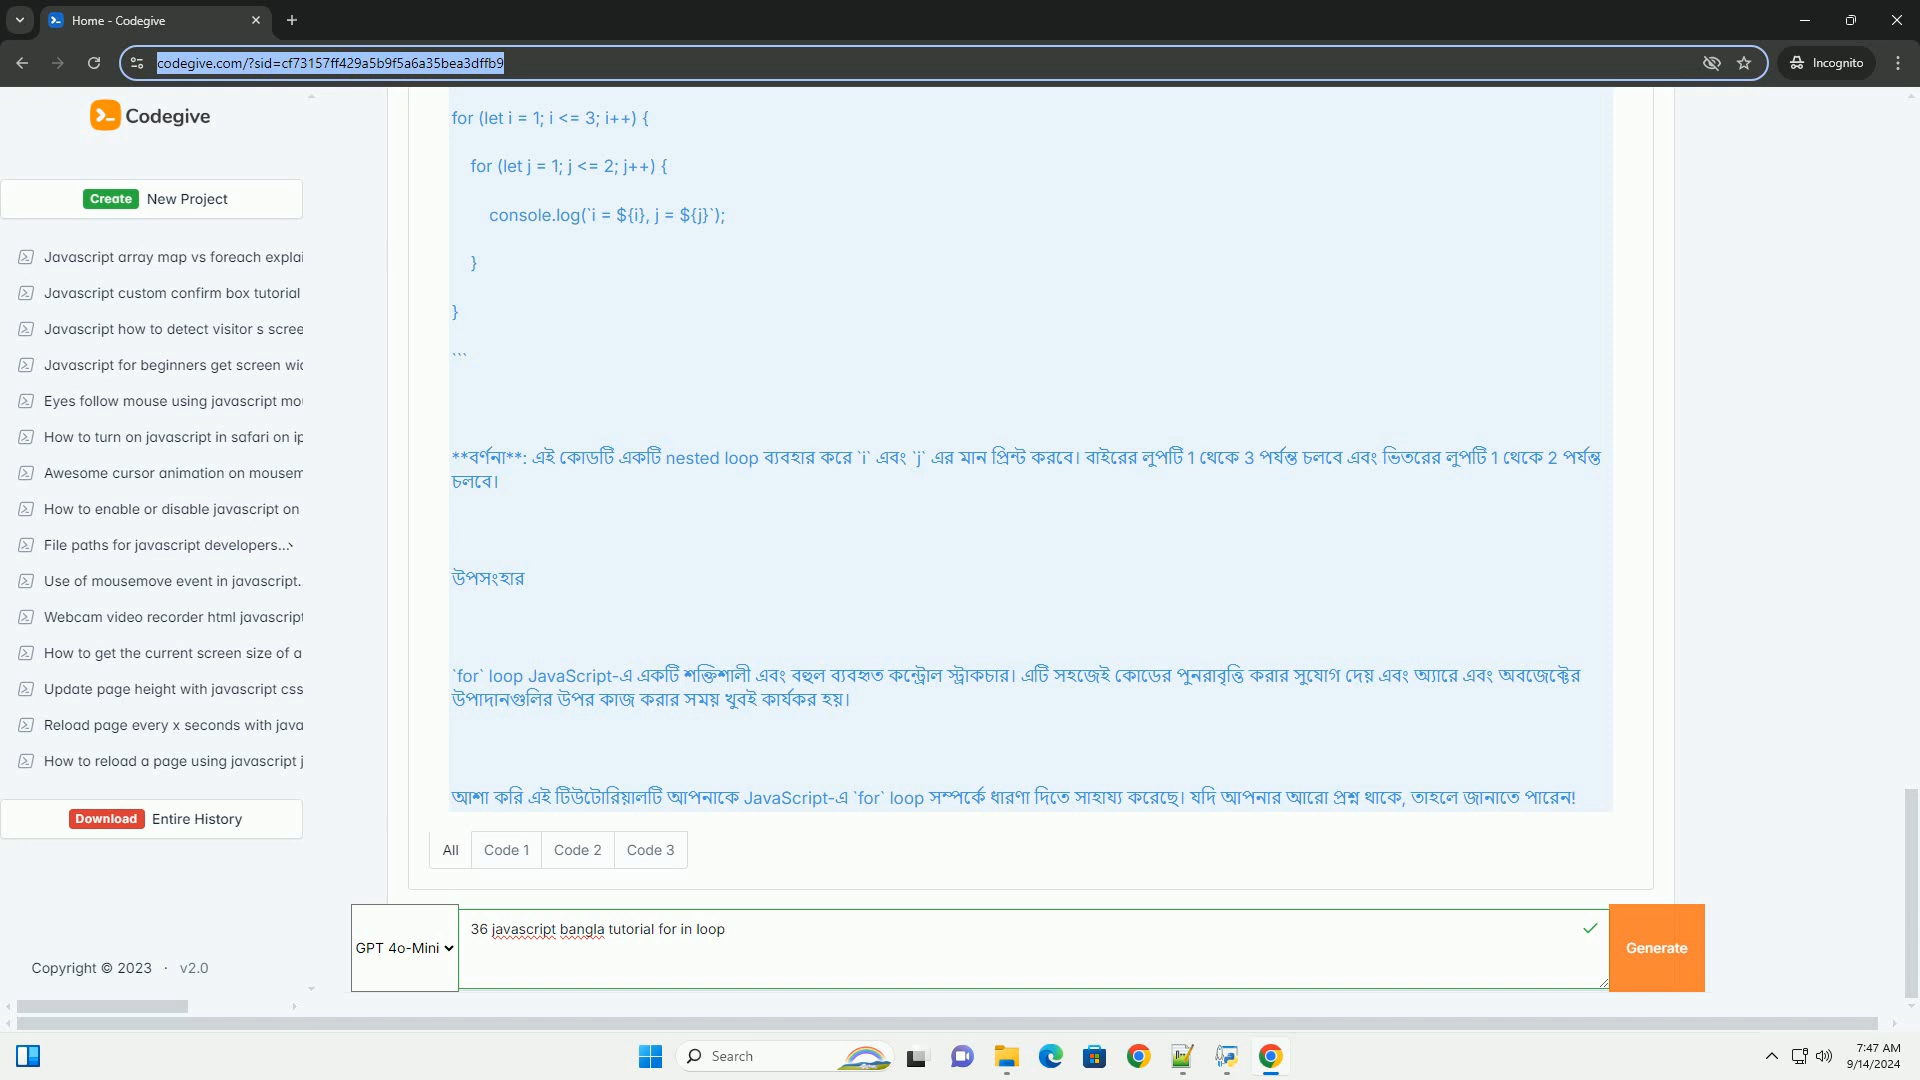 Home - Codegive
codegive.com/?sid=cf73157ff429a5b9f5a6a35bea3dffb9
Incognito
Codegive
Create New Project
Javascript array map vs foreach explai
Javascript custom confirm box tutorial
Javascript how to detect visitor s scree
Javascript for beginners get screen wi
Eyes follow mouse using javascript mo
How to turn on javascript in safari on ip
Awesome cursor animation on mousem
How to enable or disable javascript on
File paths for javascript developers...
Use of mousemove event in javascript.
Webcam video recorder html javascript
How to get the current screen size of a
Update page height with javascript css
Reload page every x seconds with java
How to reload a page using javascript j
Download Entire History
Copyright © 2023 · v2.0
for (let i = 1; i <= 3; i++) {
for (let j = 1; j <= 2; j++) {
console.log(`i = ${i}, j = ${j}`);
}
}
```
**বর্ণনা**: এই কোডটি একটি nested loop ব্যবহার করে `i` এবং `j` এর মান প্রিন্ট করবে। বাইরের লুপটি 1 থেকে 3 পর্যন্ত চলবে এবং ভিতরের লুপটি 1 থেকে 2 পর্যন্ত
চলবে।
উপসংহার
`for` loop JavaScript-এ একটি শক্তিশালী এবং বহুল ব্যবহৃত কন্ট্রোল স্ট্রাকচার। এটি সহজেই কোডের পুনরাবৃত্তি করার সুযোগ দেয় এবং অ্যারে এবং অবজেক্টের
উপাদানগুলির উপর কাজ করার সময় খুবই কার্যকর হয়।
আশা করি এই টিউটোরিয়ালটি আপনাকে JavaScript-এ `for` loop সম্পর্কে ধারণা দিতে সাহায্য করেছে। যদি আপনার আরো প্রশ্ন থাকে, তাহলে জানাতে পারেন!
All Code 1 Code 2 Code 3
GPT 4o-Mini
36 javascript bangla tutorial for in loop
Generate
Search
7:47 AM
9/14/2024